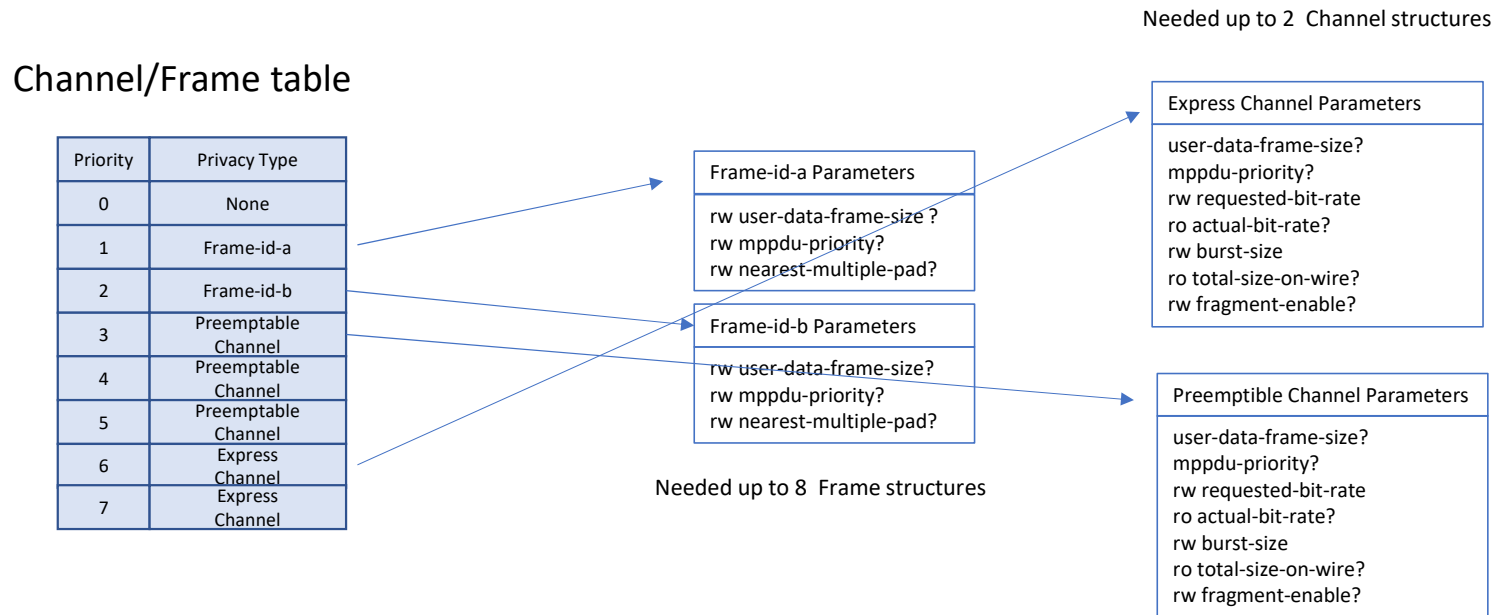 Needed up to 2 Channel structures
Channel/Frame table
Priority Privacy Type
0 None
1 Frame-id-a
2 Frame-id-b
3 Preemptable
Channel
4 Preemptable
Channel
5 Preemptable
Channel
6 Express
Channel
7 Express
Channel
Frame-id-a Parameters
rw user-data-frame-size ?
rw mppdu-priority?
rw nearest-multiple-pad?
Frame-id-b Parameters
rw user-data-frame-size?
rw mppdu-priority?
rw nearest-multiple-pad?
Needed up to 8 Frame structures
Express Channel Parameters
user-data-frame-size?
mppdu-priority?
rw requested-bit-rate
ro actual-bit-rate?
rw burst-size
ro total-size-on-wire?
rw fragment-enable?
Preemptible Channel Parameters
user-data-frame-size?
mppdu-priority?
rw requested-bit-rate
ro actual-bit-rate?
rw burst-size
ro total-size-on-wire?
rw fragment-enable?